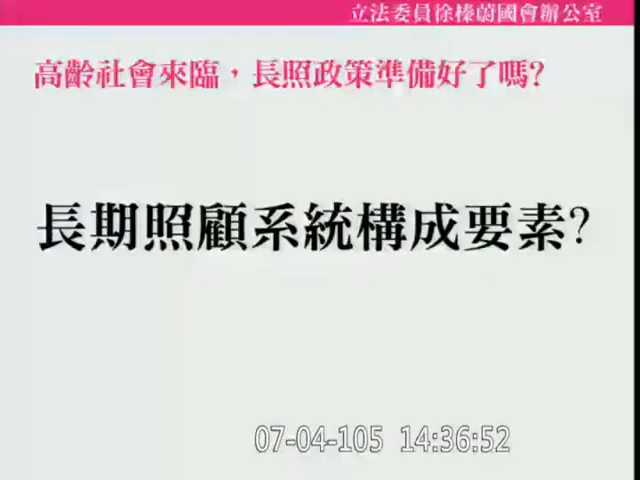 立法委員徐榛蔚國會辦公室
高齡社會來臨，長照政策準備好了嗎?
長期照顧系統構成要素?
07-04-105 14:36:52